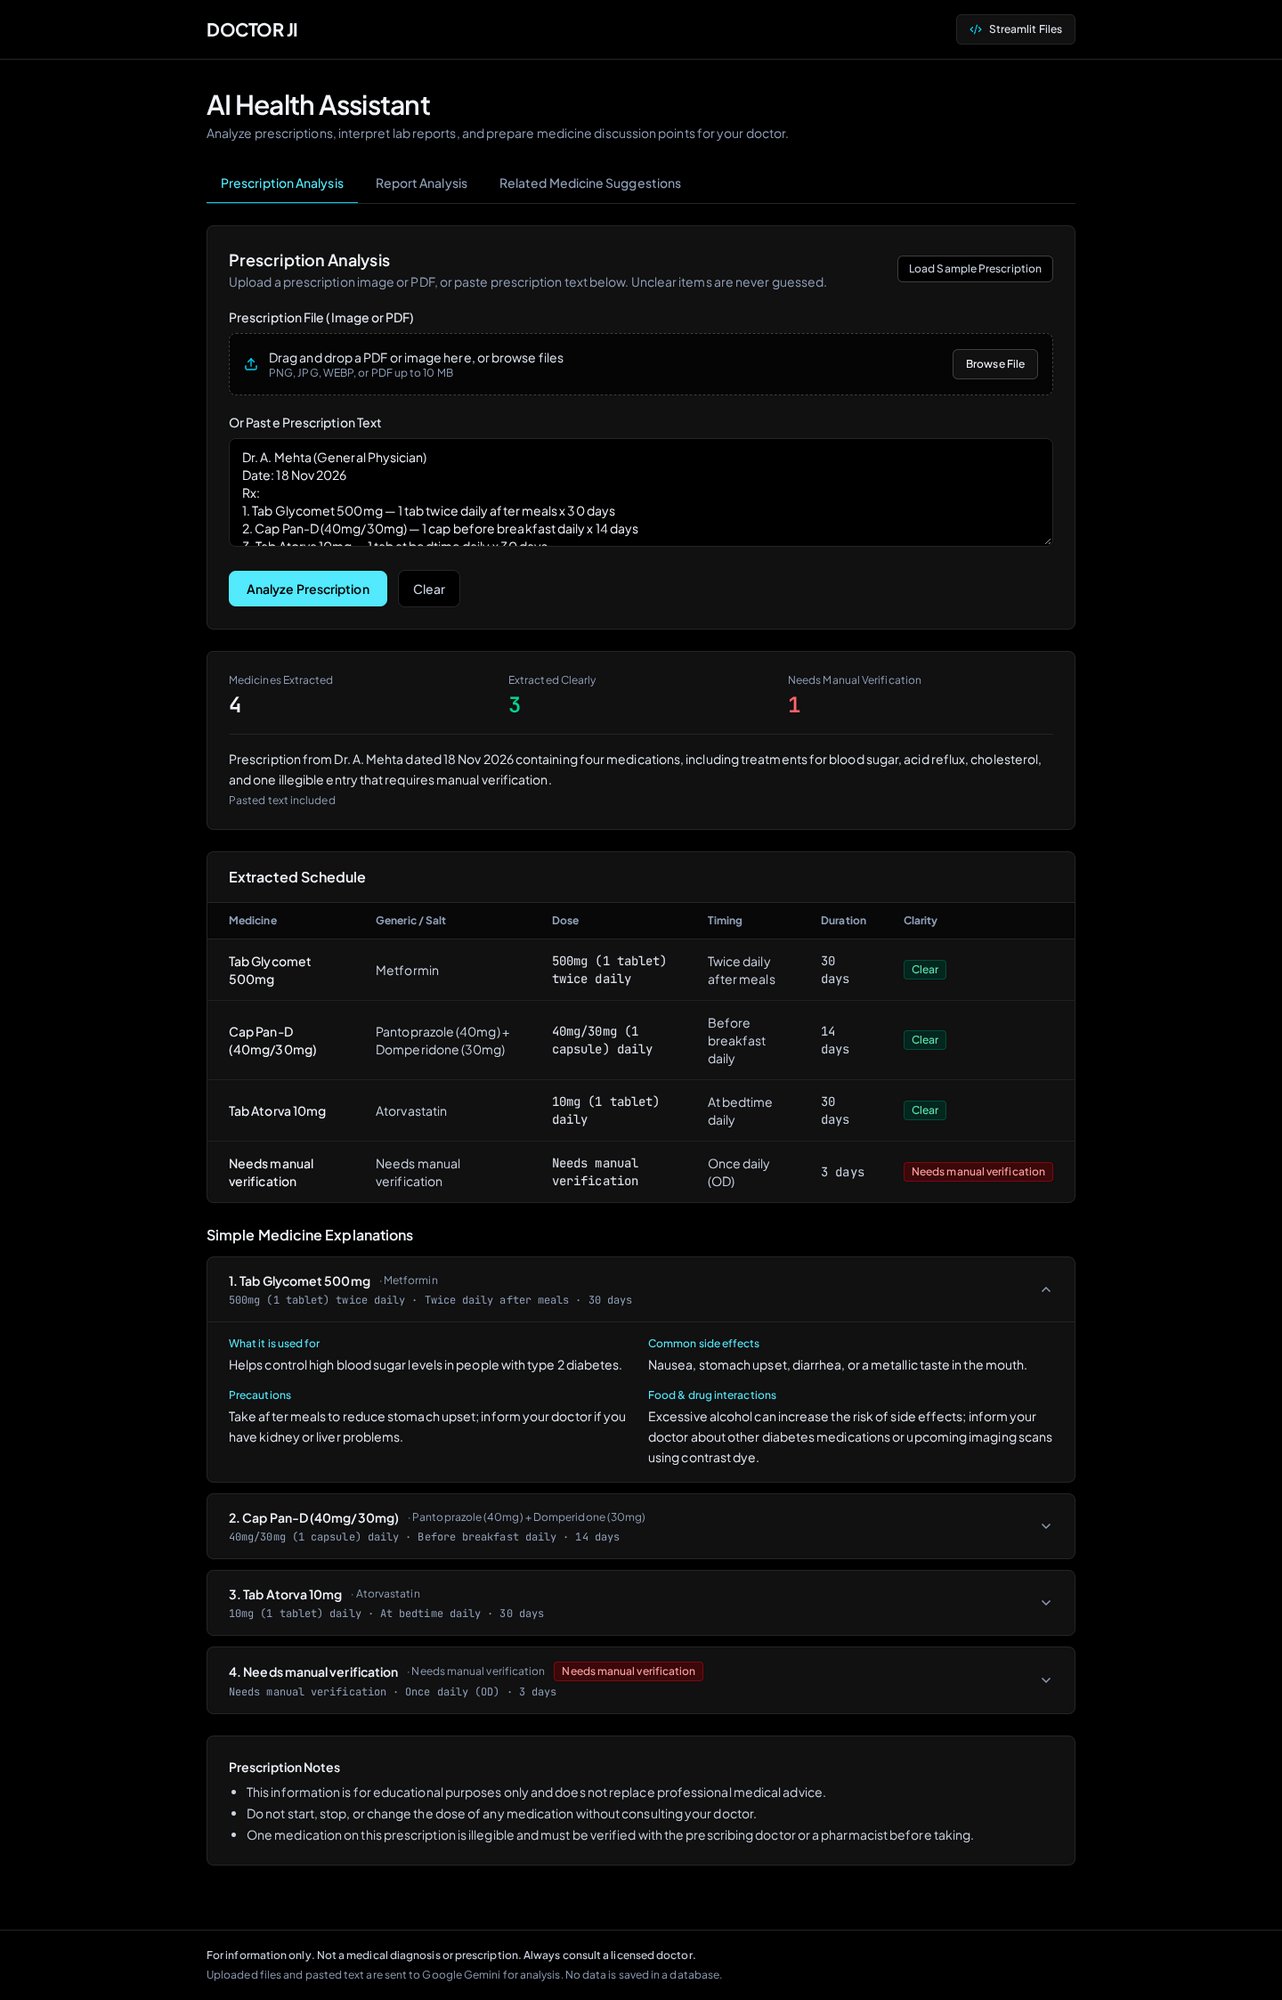 DOCTOR JI
Streamlit Files
AI Health Assistant
Analyze prescriptions, interpret lab reports, and prepare medicine discussion points for your doctor.
Prescription Analysis
Report Analysis
Related Medicine Suggestions
Prescription Analysis
Upload a prescription image or PDF, or paste prescription text below. Unclear items are never guessed.
Load Sample Prescription
Prescription File (Image or PDF)
Drag and drop a PDF or image here, or browse files
PNG, JPG, WEBP, or PDF up to 10 MB
Browse File
Or Paste Prescription Text
Dr. A. Mehta (General Physician)
Date: 18 Nov 2026
Rx:
1. Tab Glycomet 500mg — 1 tab twice daily after meals x 30 days
2. Cap Pan-D (40mg/30mg) — 1 cap before breakfast daily x 14 days
3. Tab Atorva 10mg — 1 tab at bedtime daily x 30 days
Analyze Prescription
Clear
Medicines Extracted
4
Extracted Clearly
3
Needs Manual Verification
1
Prescription from Dr. A. Mehta dated 18 Nov 2026 containing four medications, including treatments for blood sugar, acid reflux, cholesterol,
and one illegible entry that requires manual verification.
Pasted text included
Extracted Schedule
Medicine
Generic / Salt
Dose
Timing
Duration
Clarity
Tab Glycomet
500mg
Metformin
500mg (1 tablet)
twice daily
Twice daily
after meals
30
days
Clear
Cap Pan-D
(40mg/30mg)
Pantoprazole (40mg) +
Domperidone (30mg)
40mg/30mg (1
capsule) daily
Before
breakfast
daily
14
days
Clear
Tab Atorva 10mg
Atorvastatin
10mg (1 tablet)
daily
At bedtime
daily
30
days
Clear
Needs manual
verification
Needs manual
verification
Needs manual
verification
Once daily
(OD)
3 days
Needs manual verification
Simple Medicine Explanations
1. Tab Glycomet 500mg · Metformin
500mg (1 tablet) twice daily · Twice daily after meals · 30 days
What it is used for
Helps control high blood sugar levels in people with type 2 diabetes.
Common side effects
Nausea, stomach upset, diarrhea, or a metallic taste in the mouth.
Precautions
Take after meals to reduce stomach upset; inform your doctor if you
have kidney or liver problems.
Food & drug interactions
Excessive alcohol can increase the risk of side effects; inform your
doctor about other diabetes medications or upcoming imaging scans
using contrast dye.
2. Cap Pan-D (40mg/30mg) · Pantoprazole (40mg) + Domperidone (30mg)
40mg/30mg (1 capsule) daily · Before breakfast daily · 14 days
3. Tab Atorva 10mg · Atorvastatin
10mg (1 tablet) daily · At bedtime daily · 30 days
4. Needs manual verification · Needs manual verification Needs manual verification
Needs manual verification · Once daily (OD) · 3 days
Prescription Notes
• This information is for educational purposes only and does not replace professional medical advice.
• Do not start, stop, or change the dose of any medication without consulting your doctor.
• One medication on this prescription is illegible and must be verified with the prescribing doctor or a pharmacist before taking.
For information only. Not a medical diagnosis or prescription. Always consult a licensed doctor.
Uploaded files and pasted text are sent to Google Gemini for analysis. No data is saved in a database.